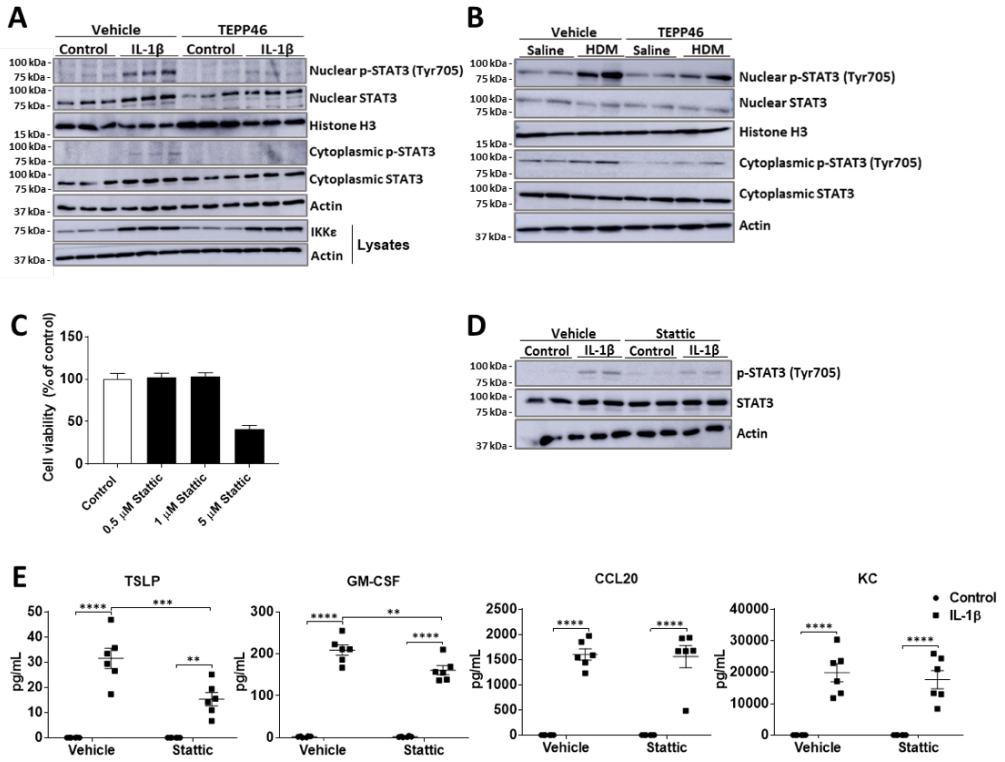 A
Vehicle TEPP46
Control IL-1β Control IL-1β
100 kDa
75 kDa
Nuclear p-STAT3 (Tyr705)
100 kDa
75 kDa
Nuclear STAT3
15 kDa
Histone H3
100 kDa
75 kDa
Cytoplasmic p-STAT3
100 kDa
75 kDa
Cytoplasmic STAT3
37 kDa
Actin
75 kDa
IKKε
37 kDa
Actin
Lysates
B
Vehicle TEPP46
Saline HDM Saline HDM
100 kDa
75 kDa
Nuclear p-STAT3 (Tyr705)
100 kDa
75 kDa
Nuclear STAT3
15 kDa
Histone H3
100 kDa
75 kDa
Cytoplasmic p-STAT3 (Tyr705)
100 kDa
75 kDa
Cytoplasmic STAT3
37 kDa
Actin
C
Cell viability (% of control)
150
100
50
0
Control
0.5 μM Stattic
1 μM Stattic
5 μM Stattic
D
Vehicle Stattic
Control IL-1β Control IL-1β
100 kDa
75 kDa
p-STAT3 (Tyr705)
100 kDa
75 kDa
STAT3
37 kDa
Actin
E
TSLP
pg/mL
50
40
30
20
10
0
**** *** **
Vehicle Stattic
GM-CSF
pg/mL
300
200
100
0
**** ** ****
Vehicle Stattic
CCL20
pg/mL
2500
2000
1500
1000
500
0
**** ****
Vehicle Stattic
KC
pg/mL
40000
30000
20000
10000
0
**** ****
Vehicle Stattic
Control
IL-1β